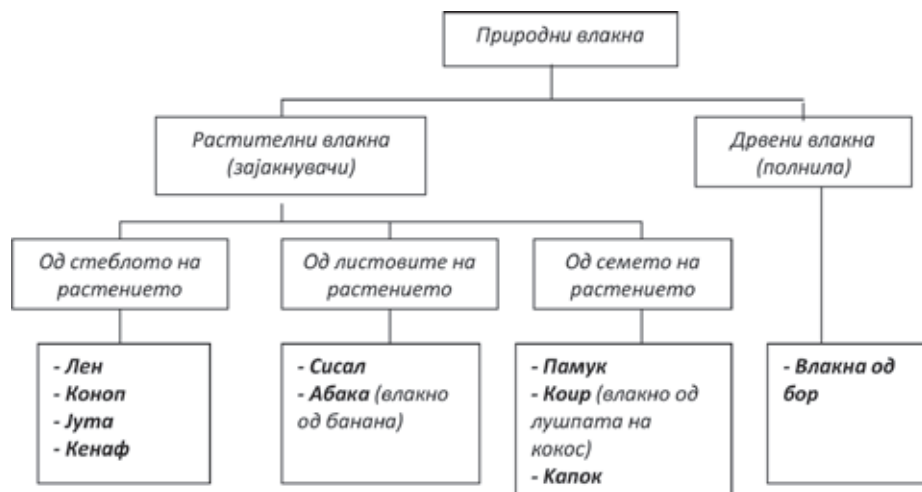 Природни влакна
Растителни влакна
(зајакнувачи)
Дрвени влакна
(полнила)
Од стеблото на
растението
Од листовите на
растението
Од семето на
растението
- Лен
- Коноп
- Јута
- Кенаф
- Сисал
- Абака (влакно
од банана)
- Памук
- Коир (влакно од
лушпата на
кокос)
- Капок
- Влакна од
бор